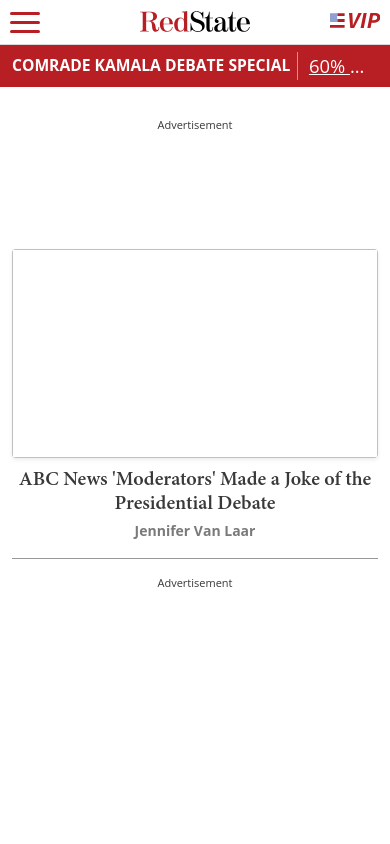 RedState
VIP
COMRADE KAMALA DEBATE SPECIAL
60% ...
Advertisement
ABC News 'Moderators' Made a Joke of the
Presidential Debate
Jennifer Van Laar
Advertisement